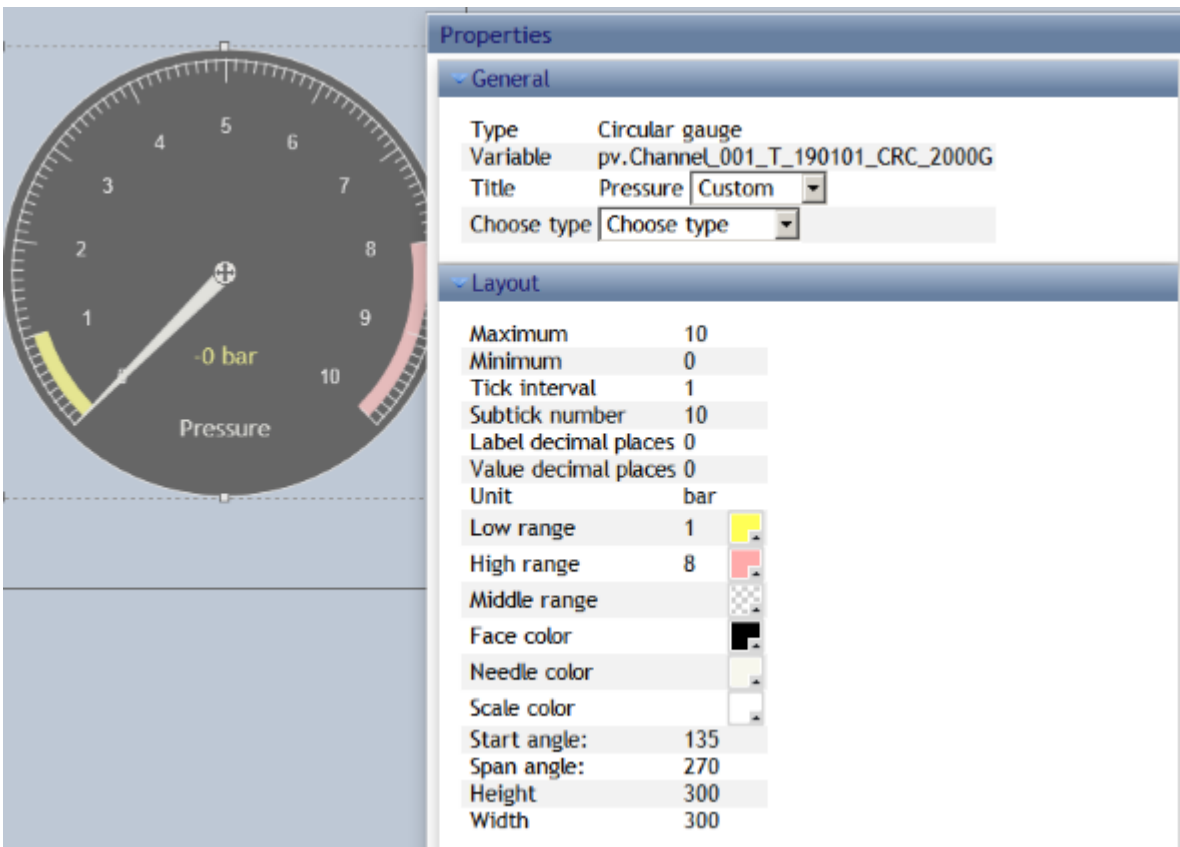 5
4
6
3
7
2
8
1
9
-0 bar
10
Pressure
Properties
General
Type Circular gauge
Variable pv.Channel_001_T_190101_CRC_2000G
Title Pressure Custom
Choose type Choose type
Layout
Maximum 10
Minimum 0
Tick interval 1
Subtick number 10
Label decimal places 0
Value decimal places 0
Unit bar
Low range 1
High range 8
Middle range
Face color
Needle color
Scale color
Start angle: 135
Span angle: 270
Height 300
Width 300